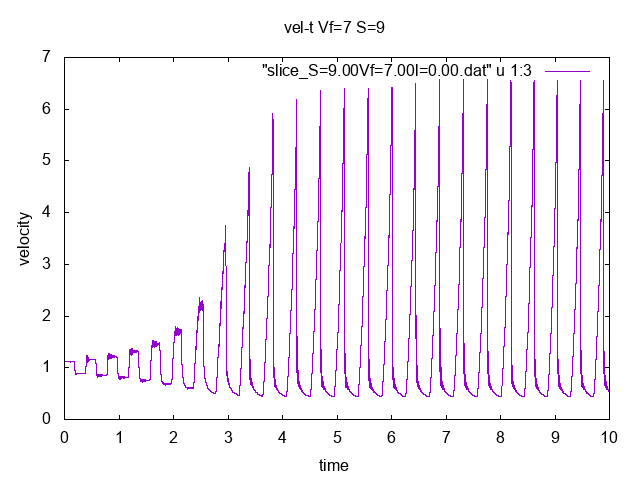 vel-t Vf=7 S=9
"slice_S=9.00Vf=7.00I=0.00.dat" u 1:3
7
6
5
4
3
2
1
0
velocity
0 1 2 3 4 5 6 7 8 9 10
time